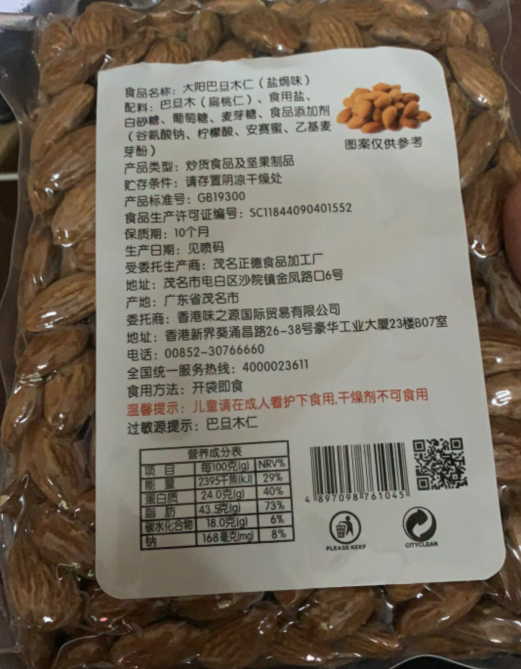 食品名称：大阳巴旦木仁（盐焗味）
配料：巴旦木（扁桃仁）、食用盐、
白砂糖、葡萄糖、麦芽糖、食品添加剂
（谷氨酸钠、柠檬酸、安赛蜜、乙基麦
芽酚）
图案仅供参考
产品类型：炒货食品及坚果制品
贮存条件：请存置阴凉干燥处
产品标准号：GB19300
食品生产许可证编号：SC11844090401552
保质期：10个月
生产日期：见喷码
受委托生产商：茂名正德食品加工厂
地址：茂名市电白区沙院镇金凤路口6号
产地：广东省茂名市
委托商：香港味之源国际贸易有限公司
地址：香港新界葵涌昌路26-38号豪华工业大厦23楼B07室
电话：00852-30766660
全国统一服务热线：4000023611
食用方法：开袋即食
温馨提示：儿童请在成人看护下食用,干燥剂不可食用
过敏源提示：巴旦木仁
营养成分表
项 目 每100克(g) NRV%
能 量 2395千焦(kJ) 29%
蛋白质 24.0克(g) 40%
脂 肪 43.5克(g) 73%
碳水化合物 18.0克(g) 6%
钠 168毫克(mg) 8%
4 897098 761045
PLEASE KEEP
CITYCLEAN